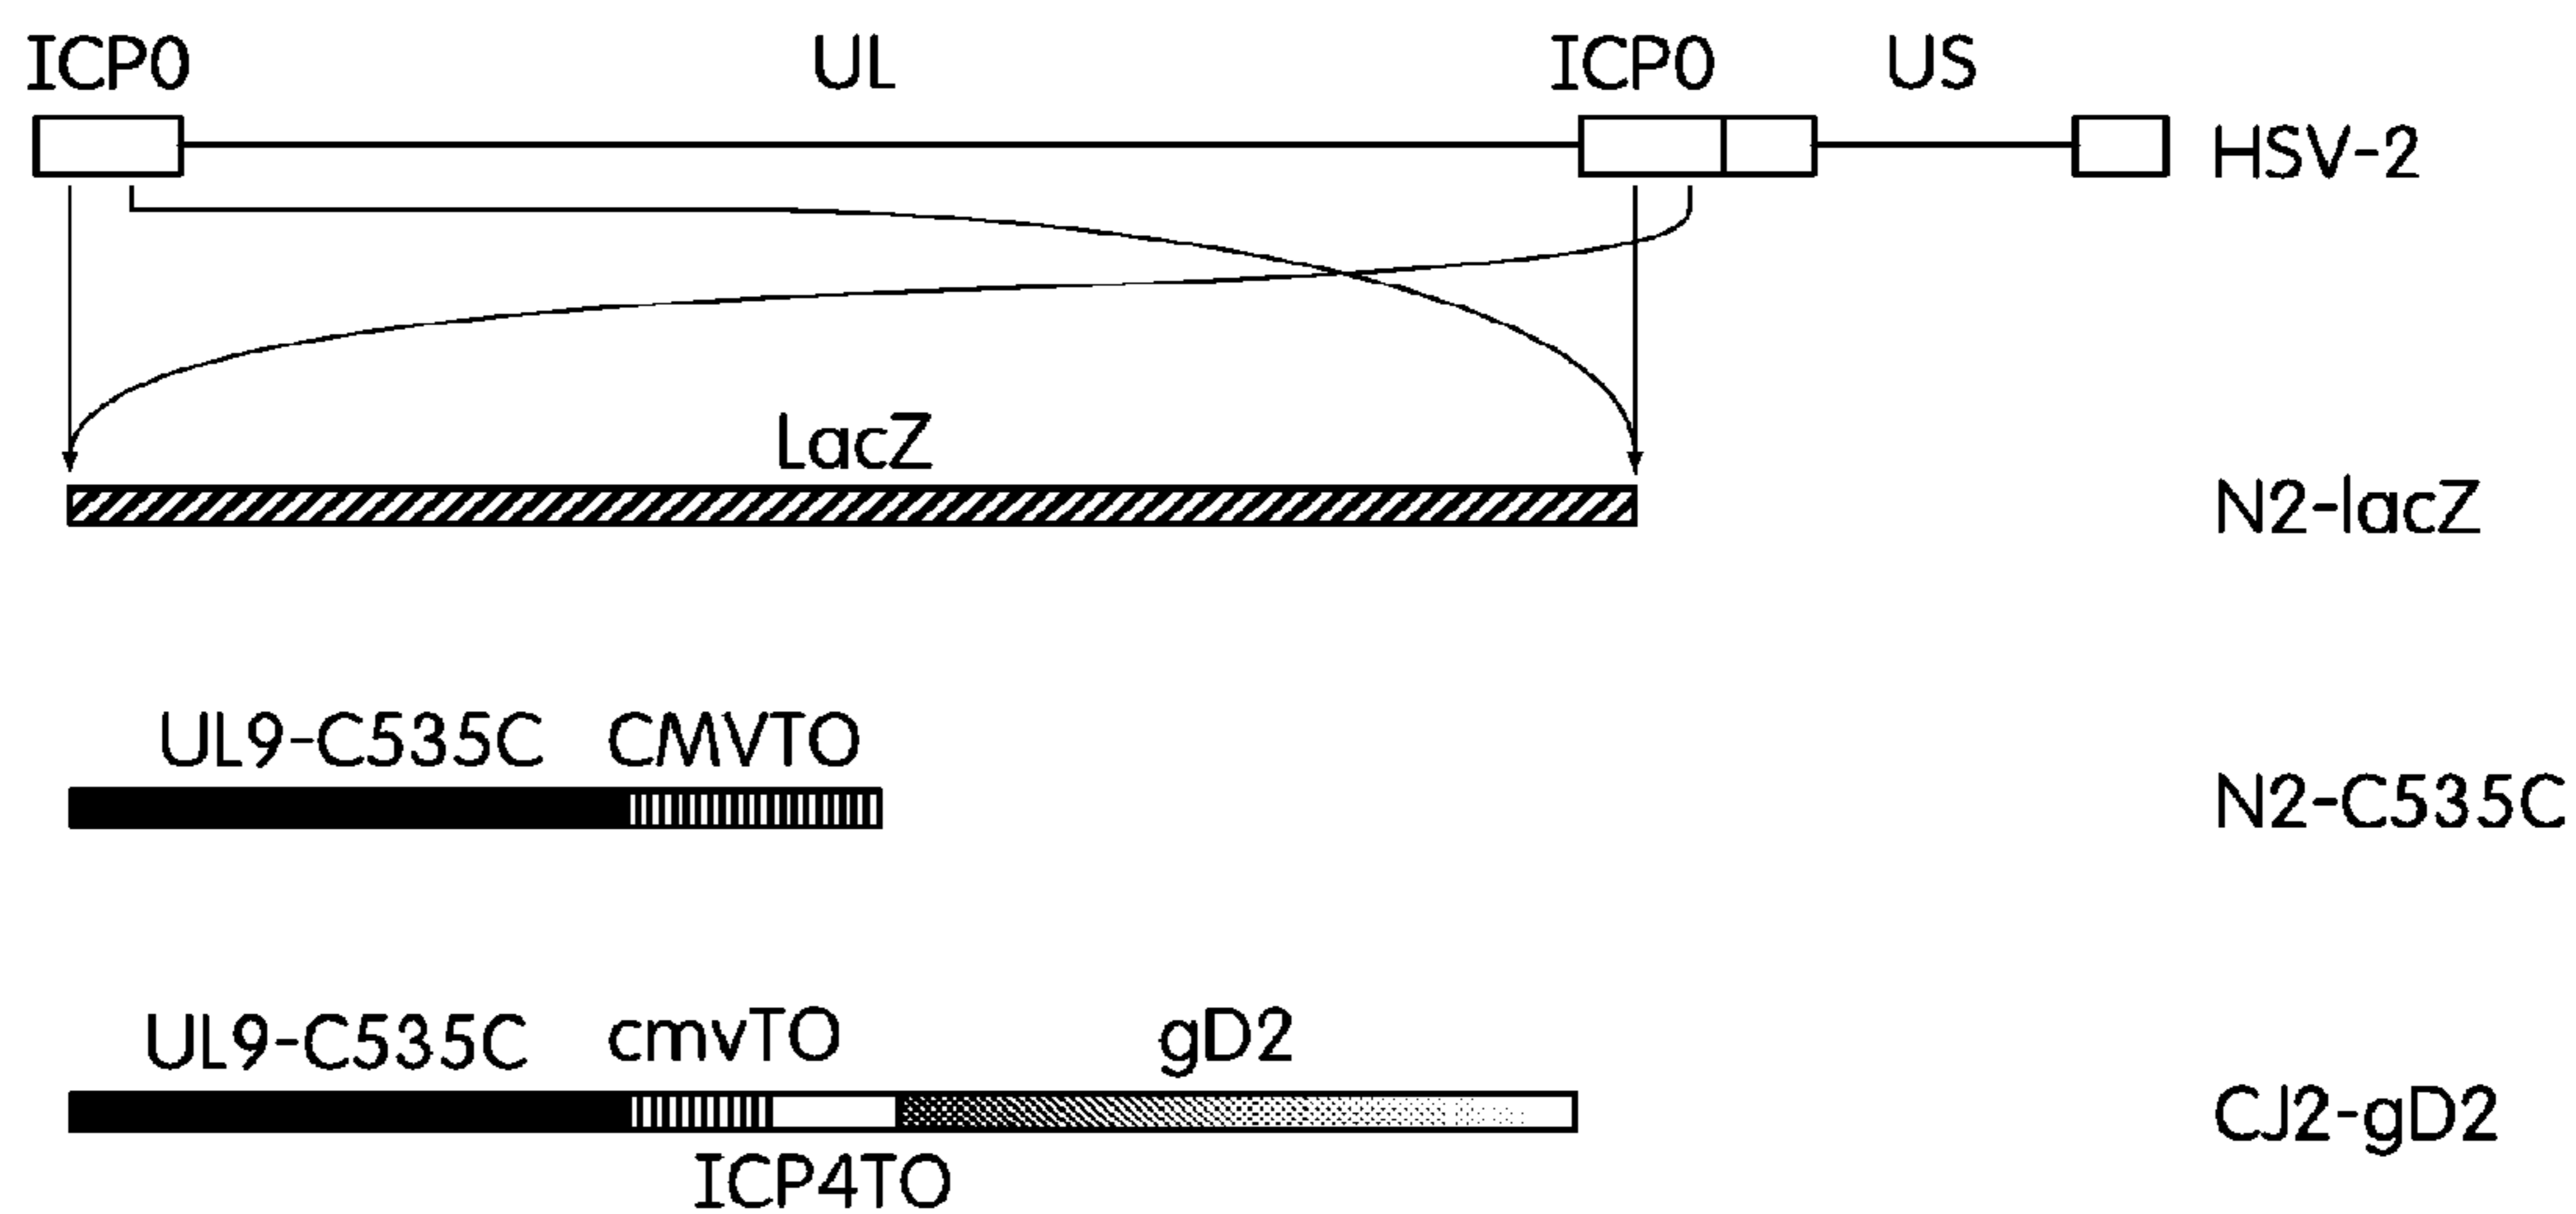 ICP0 UL ICP0 US
HSV-2
LacZ
N2-lacZ
UL9-C535C CMVTO
N2-C535C
UL9-C535C cmvTO gD2
CJ2-gD2
ICP4TO